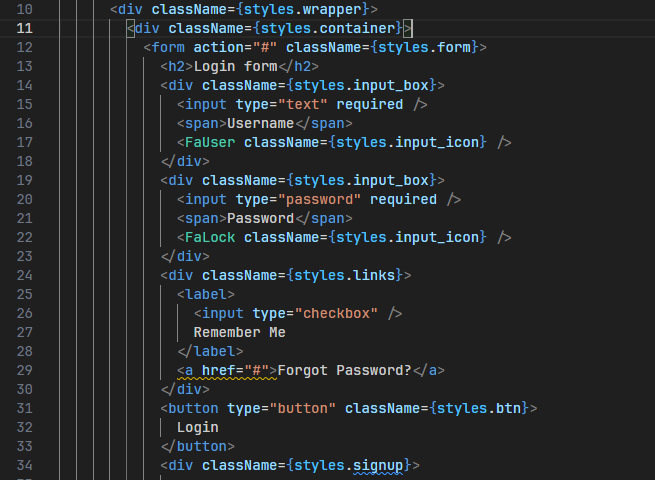 10 <div className={styles.wrapper}>
11 <div className={styles.container}>
12 <form action="#" className={styles.form}>
13 <h2>Login form</h2>
14 <div className={styles.input_box}>
15 <input type="text" required />
16 <span>Username</span>
17 <FaUser className={styles.input_icon} />
18 </div>
19 <div className={styles.input_box}>
20 <input type="password" required />
21 <span>Password</span>
22 <FaLock className={styles.input_icon} />
23 </div>
24 <div className={styles.links}>
25 <label>
26 <input type="checkbox" />
27 Remember Me
28 </label>
29 <a href="#">Forgot Password?</a>
30 </div>
31 <button type="button" className={styles.btn}>
32 Login
33 </button>
34 <div className={styles.signup}>